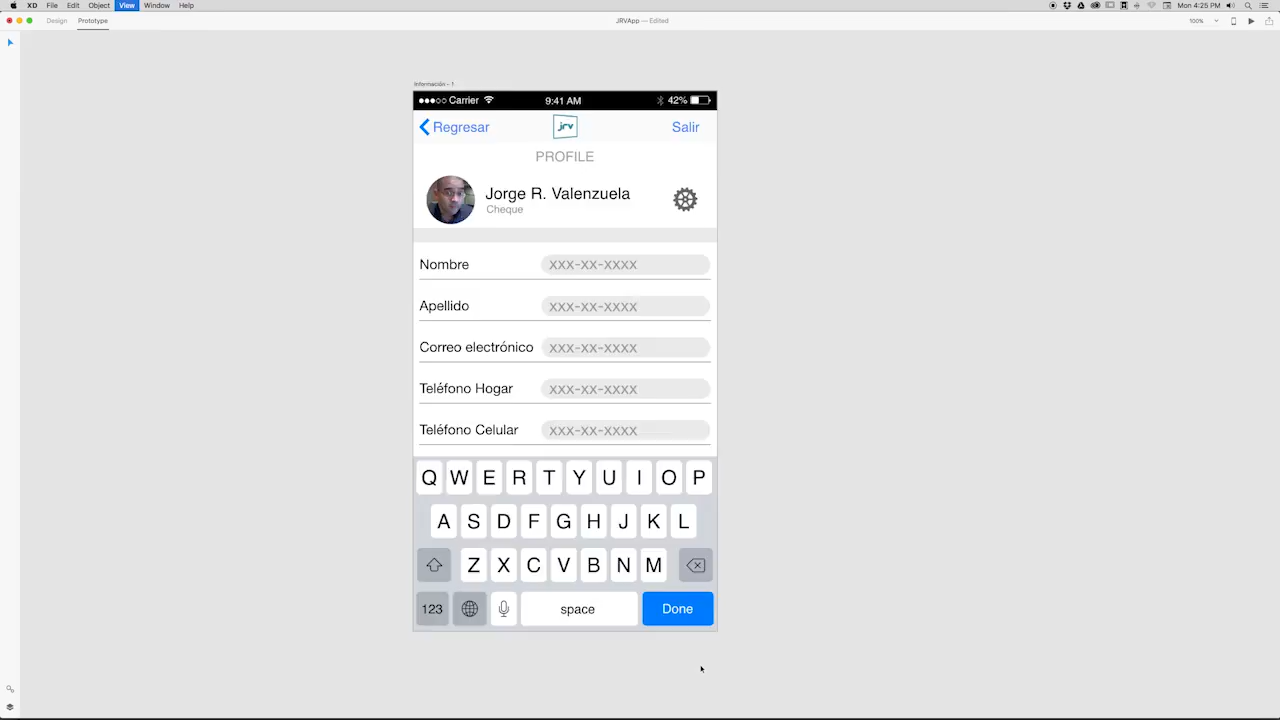 XD File Edit Object View Window Help
Mon 4:25 PM
Design Prototype
JRVApp — Edited
100%
Información – 1
Carrier 9:41 AM 42%
Regresar jrv Salir
PROFILE
Jorge R. Valenzuela
Cheque
Nombre XXX-XX-XXXX
Apellido XXX-XX-XXXX
Correo electrónico XXX-XX-XXXX
Teléfono Hogar XXX-XX-XXXX
Teléfono Celular XXX-XX-XXXX
Q W E R T Y U I O P
A S D F G H J K L
Z X C V B N M
123 space Done